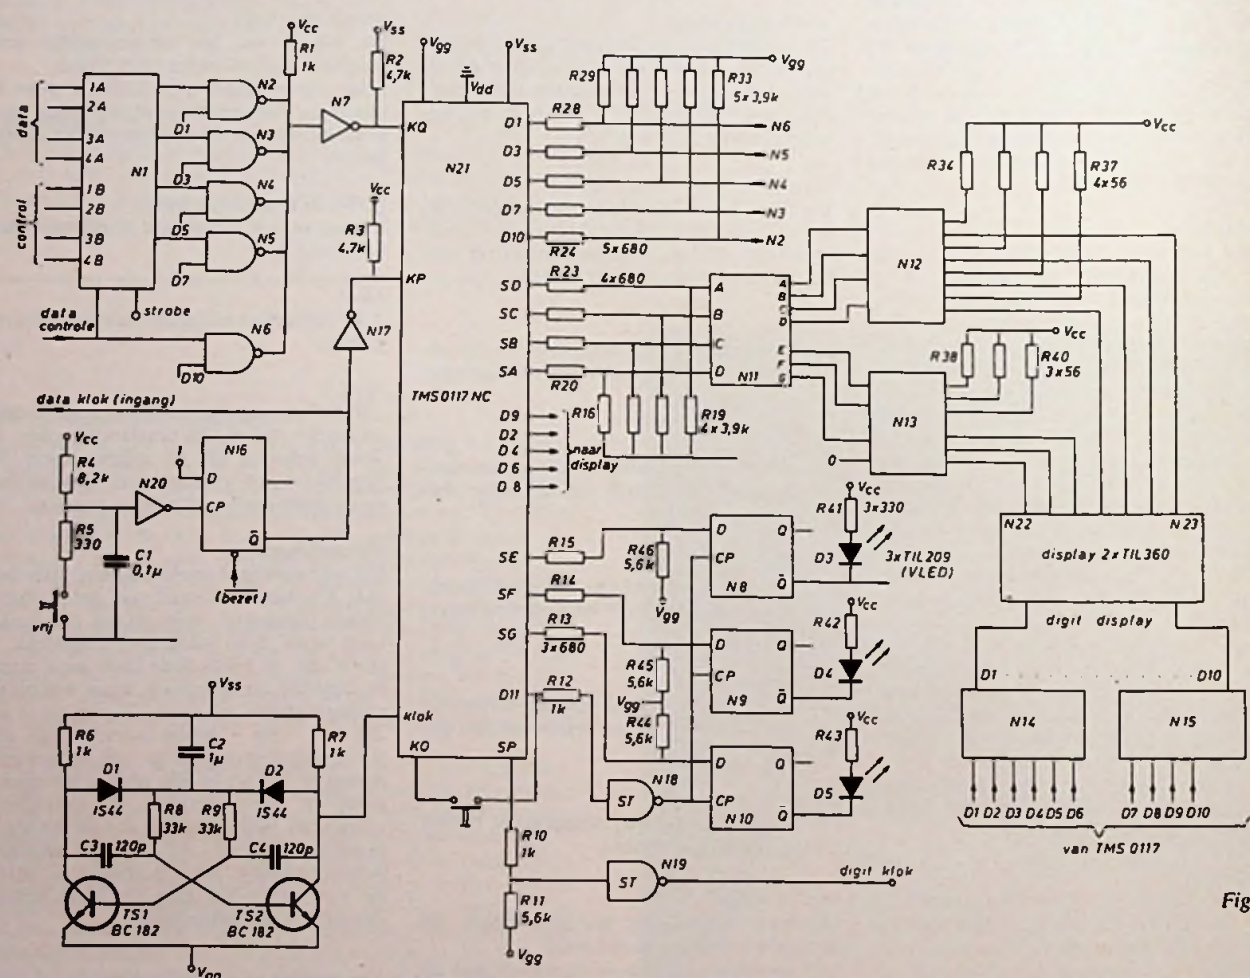 Vcc
R1
1k
Vss
R2
4,7k
Vgg
Vdd
Vss
data
1A
2A
3A
4A
control
1B
2B
3B
4B
N1
N2
D1
N3
D3
N4
D5
N5
D7
N6
D10
N7
strobe
data
controle
Vcc
R3
4,7k
N17
data klok (ingang)
Vcc
R4
8,2k
R5
330
C1
0,1µ
vrij
N20
1
N16
D
CP
Q
(bezet)
KQ
KP
N21
TMS 0117 NC
klok
KO
SP
D1
D3
D5
D7
D10
SD
SC
SB
SA
D9
D2
D4
D6
D8
naar
display
SE
SF
SG
D11
R28
R24
5x680
R29
R33
5x3,9k
Vgg
N6
N5
N4
N3
N2
R23
4x680
R20
R16
R19
4x3,9k
A
B
C
D
N11
A
B
C
D
E
F
G
N12
R34
R37
4x56
Vcc
N13
0
R38
R40
3x56
Vcc
N22
N23
display 2xTIL360
digit display
D1
D10
N14
N15
D1 D2 D3 D4 D5 D6
D7 D8 D9 D10
van TMS 0117
R15
R14
R13
3x680
R12
1k
R46
5,6k
Vgg
R45
5,6k
Vgg
R44
5,6k
D
Q
CP
Q
N8
D
Q
CP
Q
N9
D
Q
CP
Q
N10
Vcc
R41
3x330
D3
3xTIL209
(VLED)
Vcc
R42
D4
Vcc
R43
D5
ST
N18
R10
1k
R11
5,6k
Vgg
ST
N19
digit klok
Vss
R6
1k
C2
1µ
R7
1k
D1
1S44
D2
1S44
R8
33k
R9
33k
C3
120p
C4
120p
TS1
BC 182
TS2
BC 182
Vgg
Fig